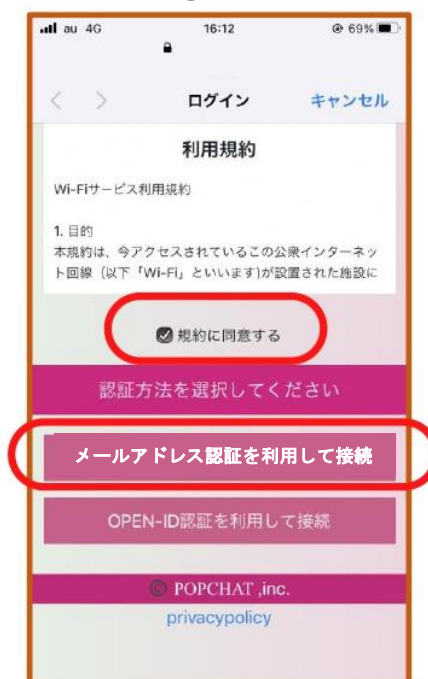 au 4G 16:12 69%
ログイン キャンセル
利用規約
Wi-Fiサービス利用規約
1. 目的
本規約は、今アクセスされているこの公衆インターネッ
ト回線（以下「Wi-Fi」といいます)が設置された施設に
規約に同意する
認証方法を選択してください
メールアドレス認証を利用して接続
OPEN-ID認証を利用して接続
© POPCHAT ,inc.
privacypolicy